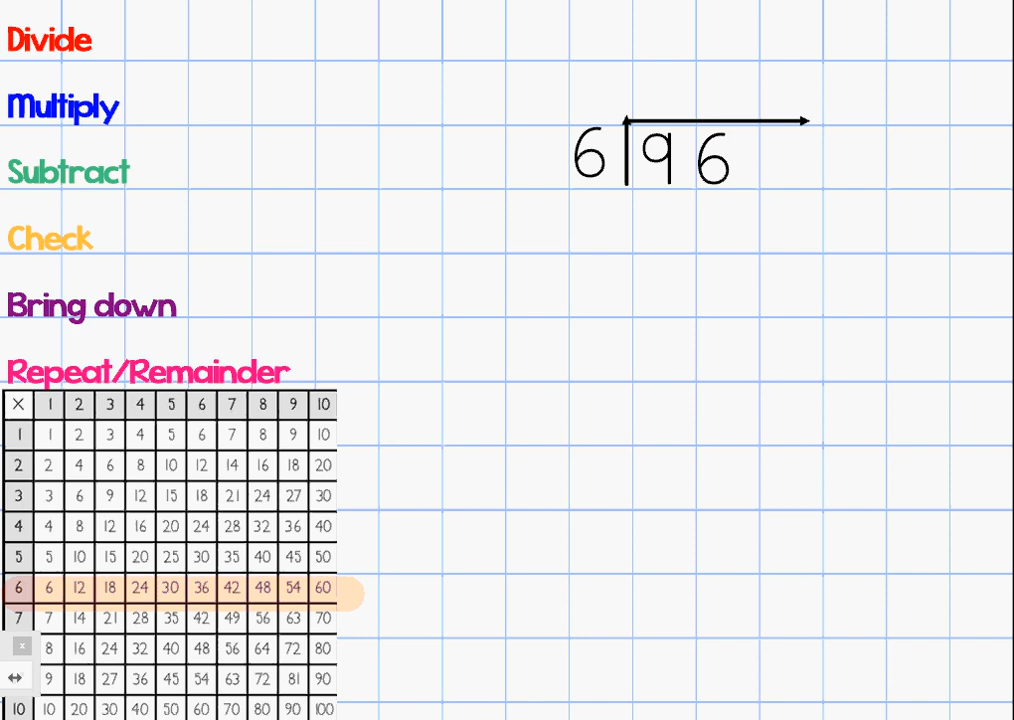 Divide
Multiply
Subtract
Check
Bring down
Repeat/Remainder
6 9 6
X 1 2 3 4 5 6 7 8 9 10
1 1 2 3 4 5 6 7 8 9 10
2 2 4 6 8 10 12 14 16 18 20
3 3 6 9 12 15 18 21 24 27 30
4 4 8 12 16 20 24 28 32 36 40
5 5 10 15 20 25 30 35 40 45 50
6 6 12 18 24 30 36 42 48 54 60
7 7 14 21 28 35 42 49 56 63 70
x 8 16 24 32 40 48 56 64 72 80
9 18 27 36 45 54 63 72 81 90
10 10 20 30 40 50 60 70 80 90 100